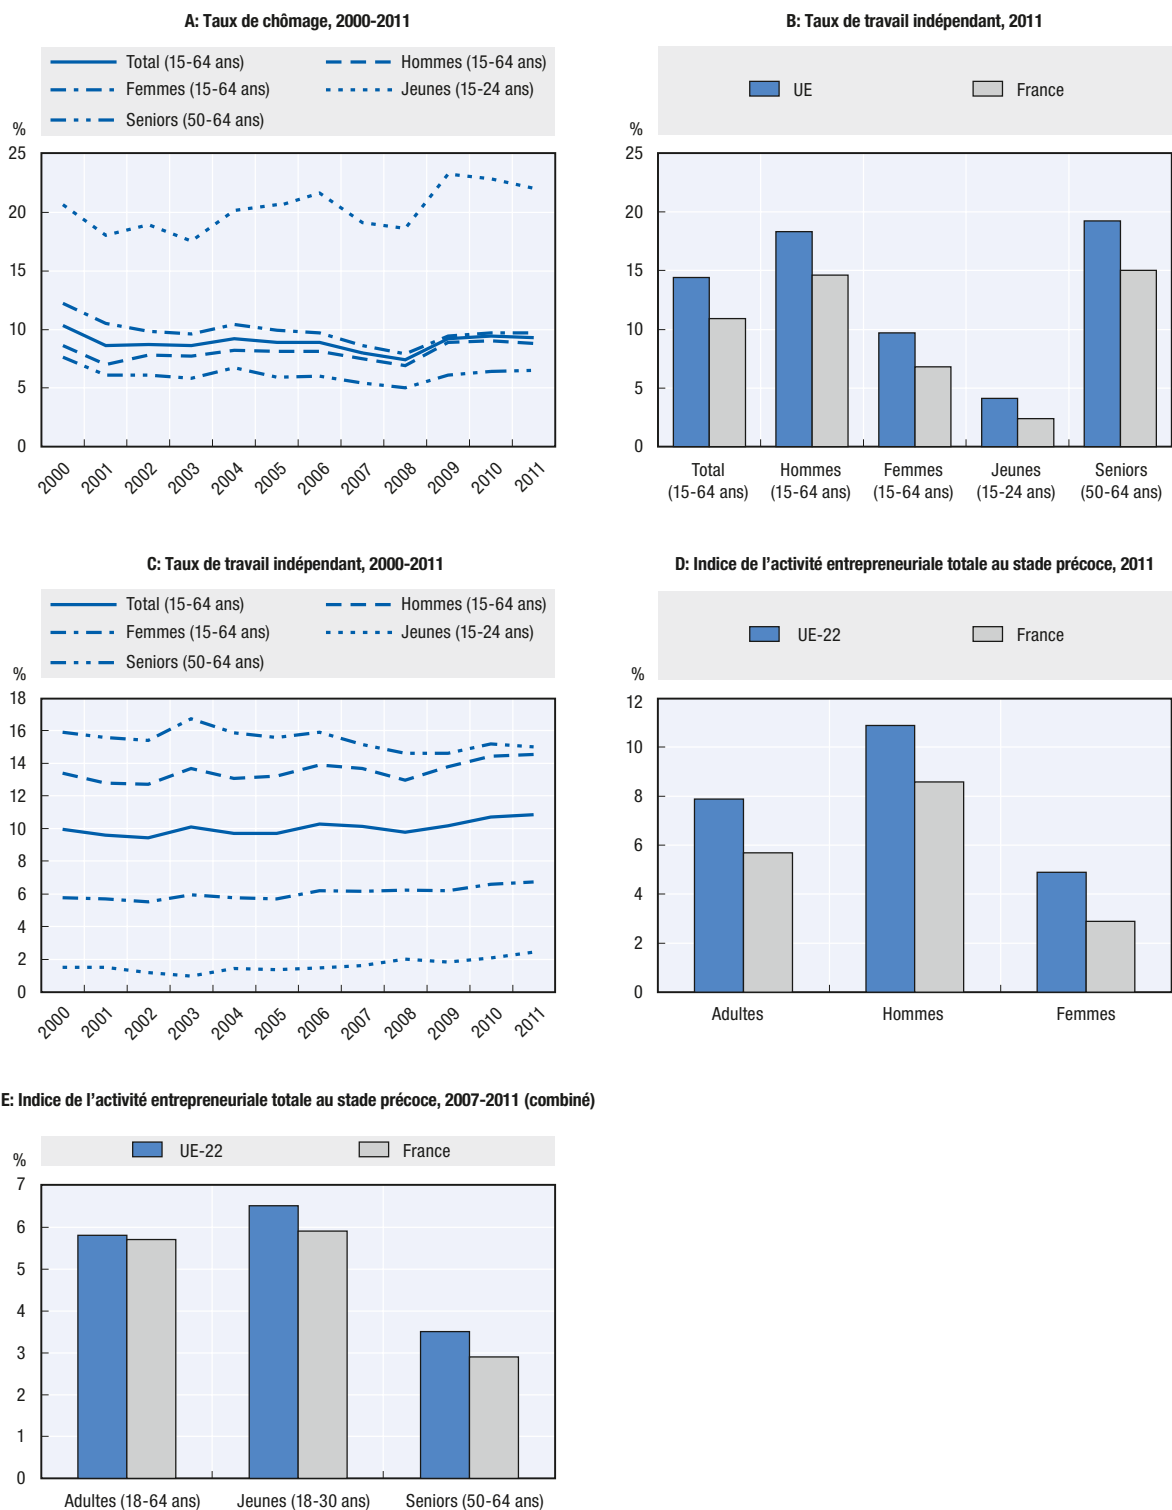 A: Taux de chômage, 2000-2011
Total (15-64 ans)
Hommes (15-64 ans)
Femmes (15-64 ans)
Jeunes (15-24 ans)
Seniors (50-64 ans)
%
25
20
15
10
5
0
2000 2001 2002 2003 2004 2005 2006 2007 2008 2009 2010 2011
B: Taux de travail indépendant, 2011
UE
France
%
25
20
15
10
5
0
Total (15-64 ans)
Hommes (15-64 ans)
Femmes (15-64 ans)
Jeunes (15-24 ans)
Seniors (50-64 ans)
C: Taux de travail indépendant, 2000-2011
Total (15-64 ans)
Hommes (15-64 ans)
Femmes (15-64 ans)
Jeunes (15-24 ans)
Seniors (50-64 ans)
%
18
16
14
12
10
8
6
4
2
0
2000 2001 2002 2003 2004 2005 2006 2007 2008 2009 2010 2011
D: Indice de l'activité entrepreneuriale totale au stade précoce, 2011
UE-22
France
%
12
10
8
6
4
2
0
Adultes
Hommes
Femmes
E: Indice de l'activité entrepreneuriale totale au stade précoce, 2007-2011 (combiné)
UE-22
France
%
7
6
5
4
3
2
1
0
Adultes (18-64 ans)
Jeunes (18-30 ans)
Seniors (50-64 ans)